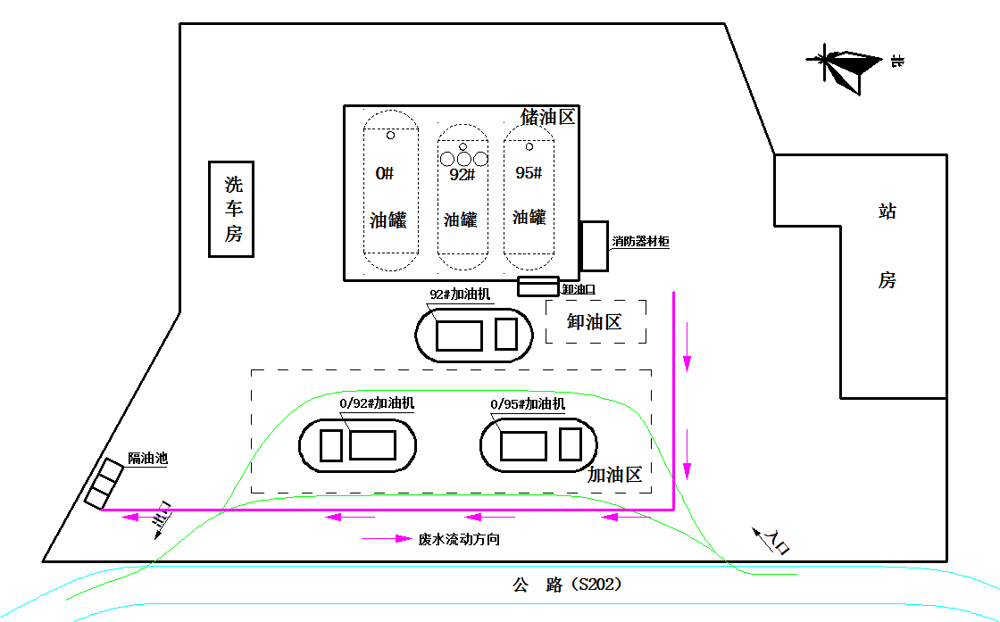 北
储油区
0#
油罐
92#
油罐
95#
油罐
洗
车
房
站
房
消防器材柜
卸油口
92#加油机
卸油区
0/92#加油机
0/95#加油机
加油区
隔油池
出口
入口
废水流动方向
公 路（S202）